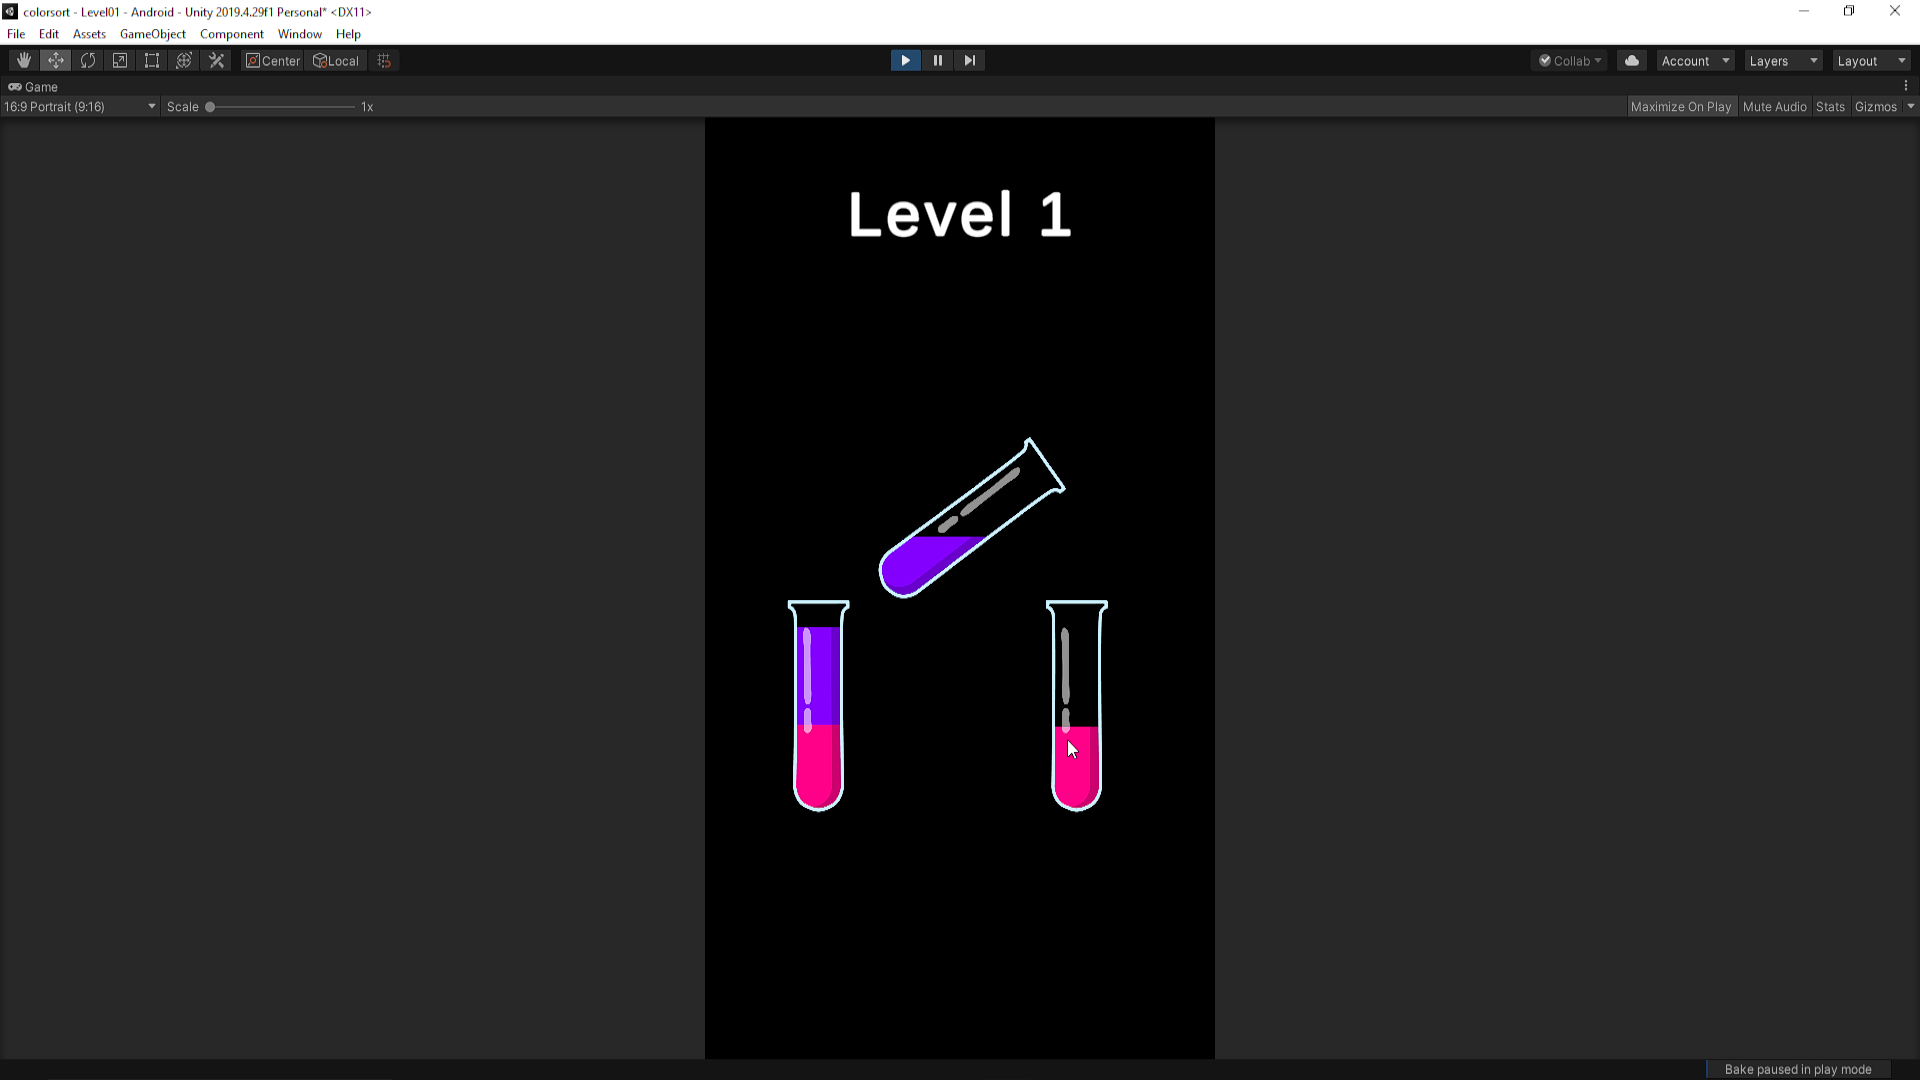 colorsort - Level01 - Android - Unity 2019.4.29f1 Personal* <DX11>
File Edit Assets GameObject Component Window Help
Center Local Collab Account Layers Layout
Game
16:9 Portrait (9:16) Scale 1x Maximize On Play Mute Audio Stats Gizmos
Level 1
Bake paused in play mode